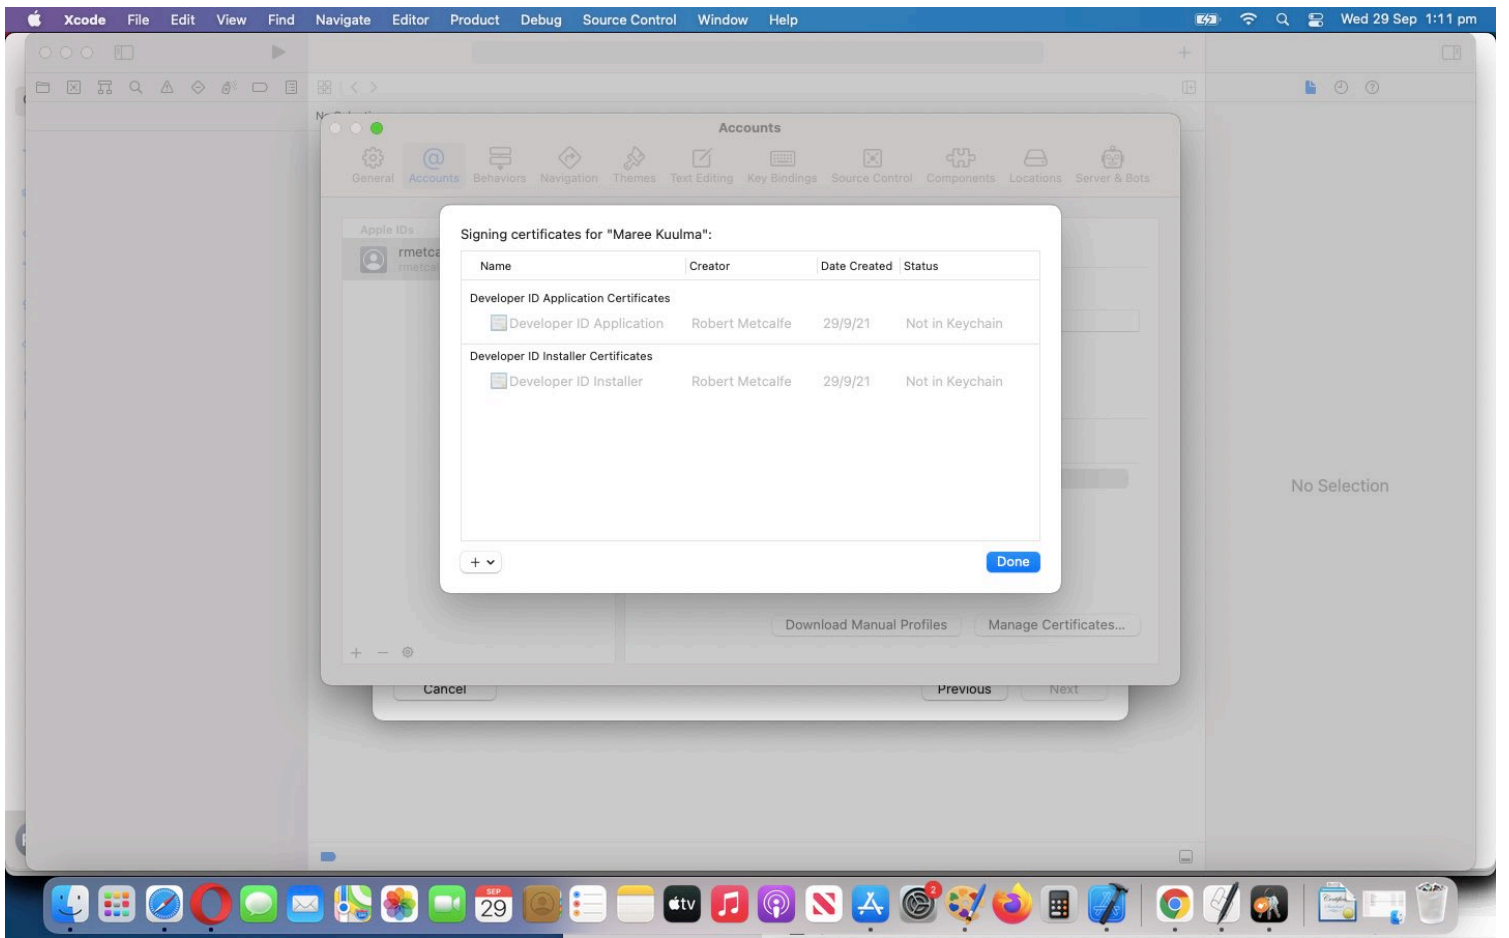 Xcode File Edit View Find Navigate Editor Product Debug Source Control Window Help Wed 29 Sep 1:11 pm
Accounts
General Accounts Behaviors Navigation Themes Text Editing Key Bindings Source Control Components Locations Server & Bots
Apple IDs
rmetca
Signing certificates for "Maree Kuulma":
Name Creator Date Created Status
Developer ID Application Certificates
Developer ID Application Robert Metcalfe 29/9/21 Not in Keychain
Developer ID Installer Certificates
Developer ID Installer Robert Metcalfe 29/9/21 Not in Keychain
No Selection
+ Done
Download Manual Profiles Manage Certificates...
Cancel Previous Next
SEP
29
tv
2